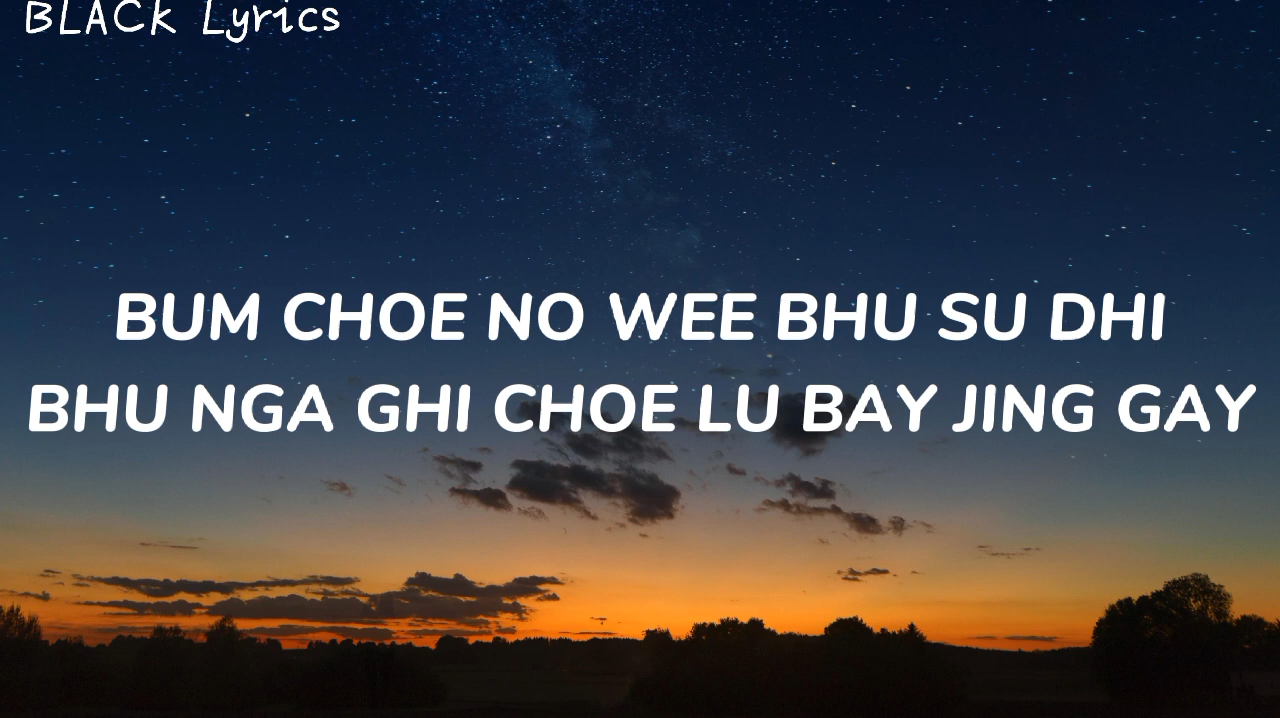 BLACK Lyrics
BUM CHOE NO WEE BHU SU DHI
BHU NGA GHI CHOE LU BAY JING GAY